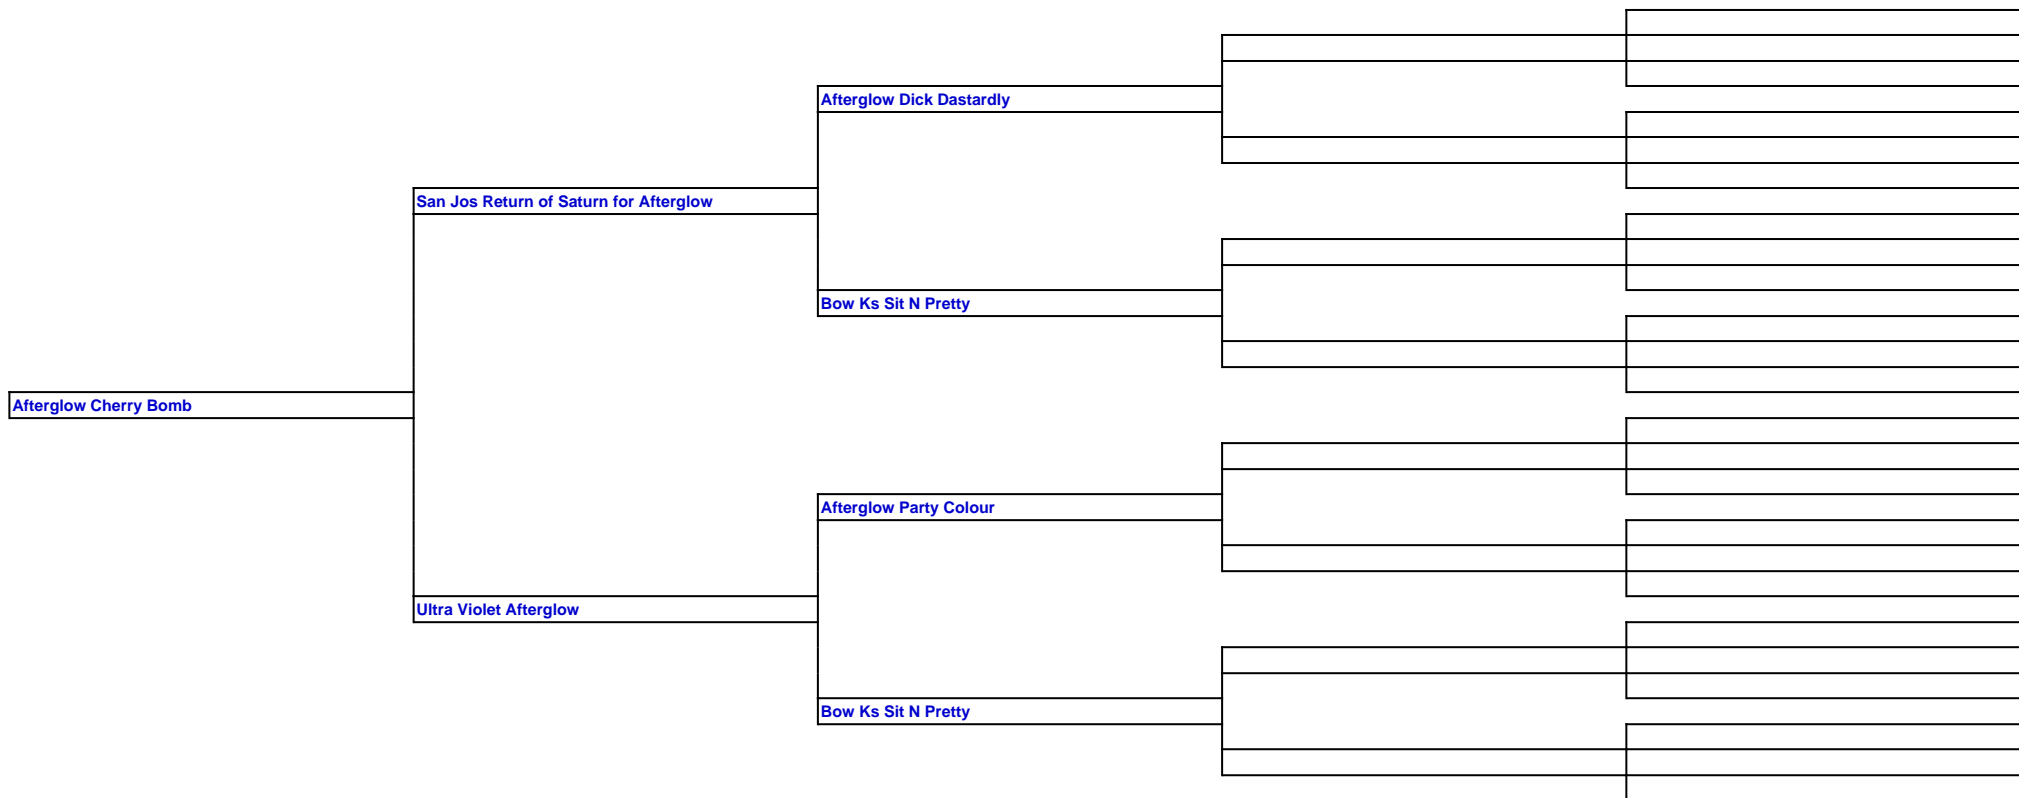 Afterglow Dick Dastardly
San Jos Return of Saturn for Afterglow
Bow Ks Sit N Pretty
Afterglow Cherry Bomb
Afterglow Party Colour
Ultra Violet Afterglow
Bow Ks Sit N Pretty